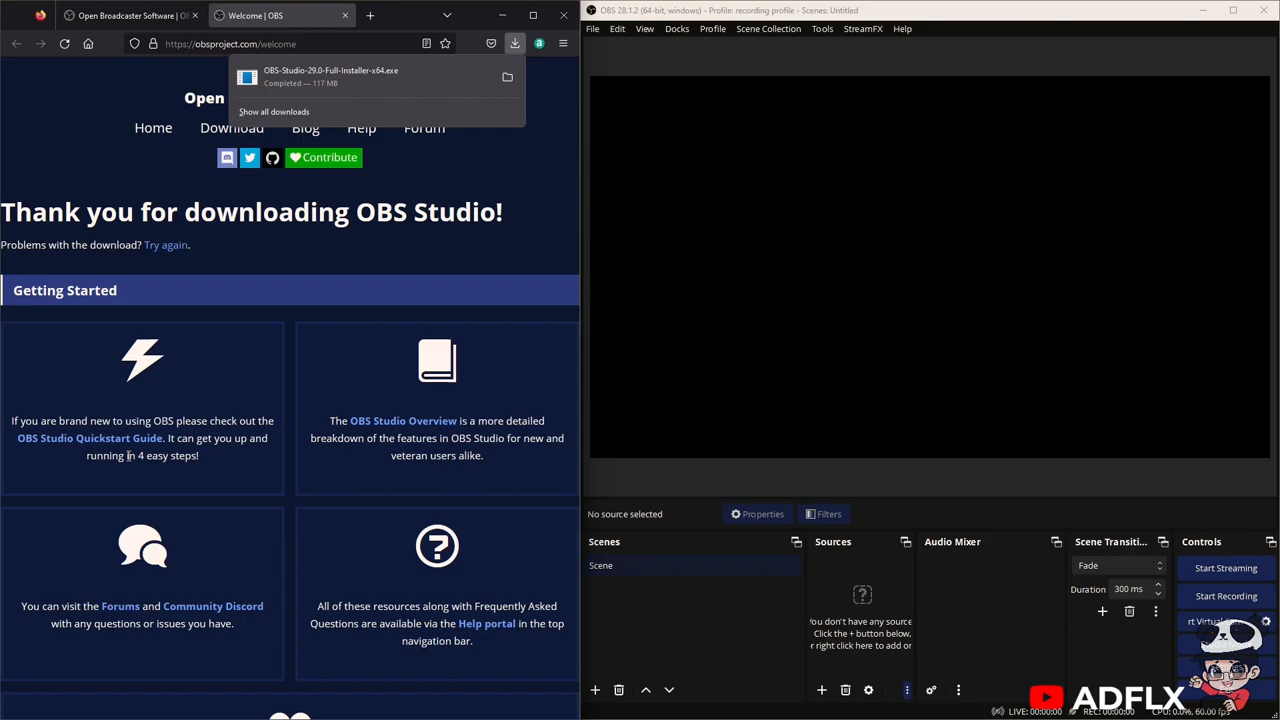 Open Broadcaster Software | OE
Welcome | OBS
https://obsproject.com/welcome
OBS-Studio-29.0-Full-Installer-x64.exe
Completed — 117 MB
Show all downloads
Open
Home Download Blog Help Forum
Contribute
Thank you for downloading OBS Studio!
Problems with the download? Try again.
Getting Started
If you are brand new to using OBS please check out the
OBS Studio Quickstart Guide. It can get you up and
running in 4 easy steps!
The OBS Studio Overview is a more detailed
breakdown of the features in OBS Studio for new and
veteran users alike.
You can visit the Forums and Community Discord
with any questions or issues you have.
All of these resources along with Frequently Asked
Questions are available via the Help portal in the top
navigation bar.
OBS 28.1.2 (64-bit, windows) - Profile: recording profile - Scenes: Untitled
File Edit View Docks Profile Scene Collection Tools StreamFX Help
No source selected
Properties
Filters
Scenes
Scene
Sources
You don't have any source
Click the + button below,
r right click here to add on
Audio Mixer
Scene Transiti...
Fade
Duration 300 ms
Controls
Start Streaming
Start Recording
rt Virtual
ADFLX
LIVE: 00:00:00
REC: 00:00:00
CPU: 0.0%, 60.00 fps